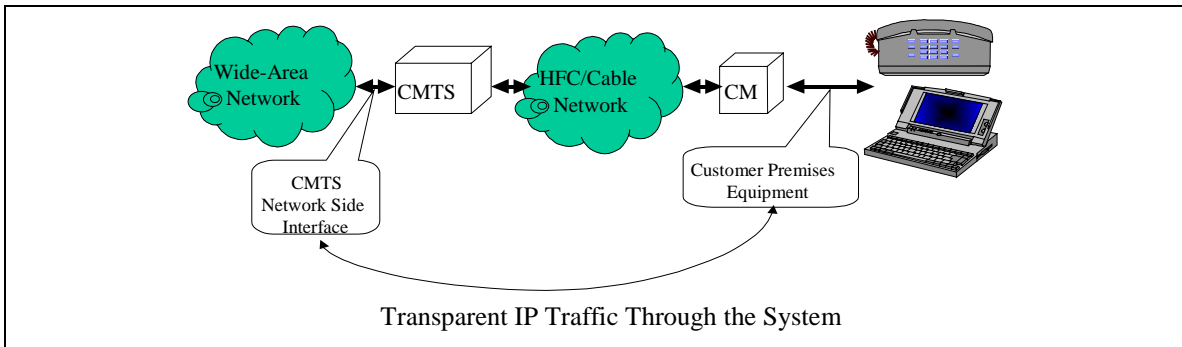 Wide-Area
Network
CMTS
HFC/Cable
Network
CM
CMTS
Network Side
Interface
Customer Premises
Equipment
Transparent IP Traffic Through the System